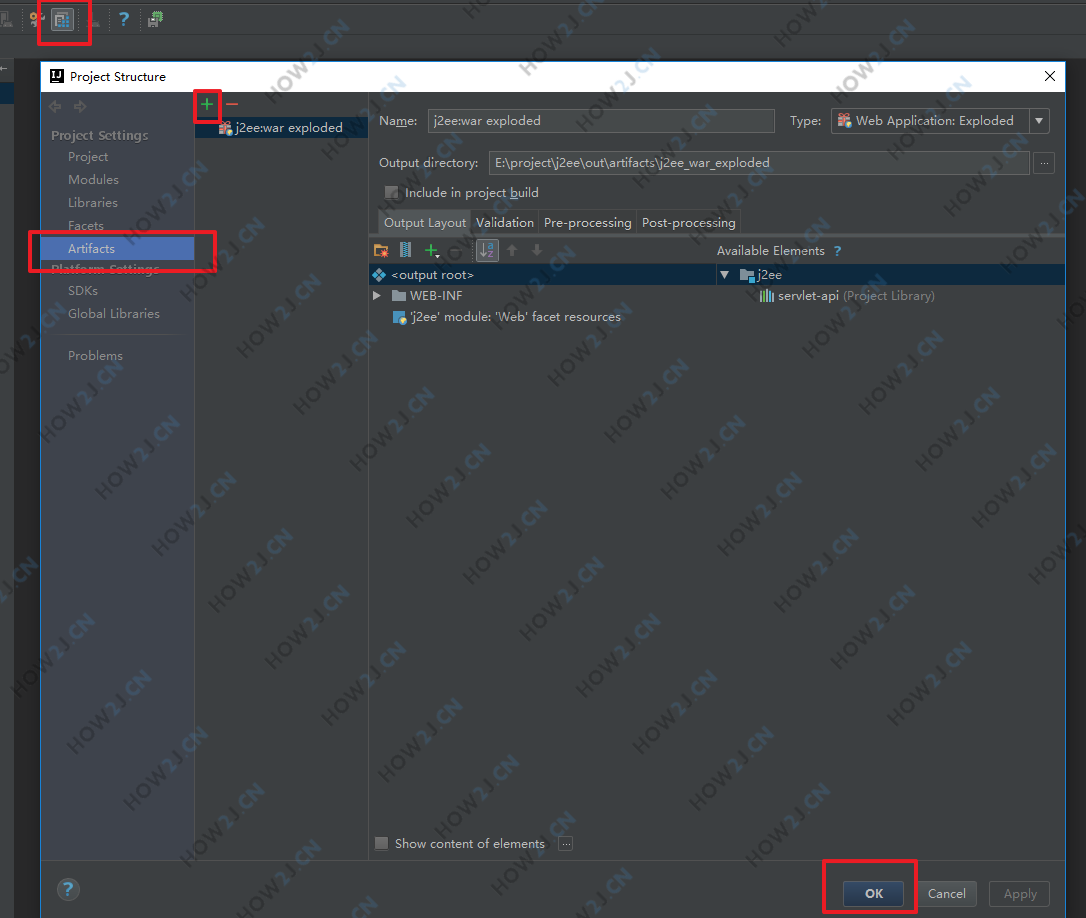 ?
IJ Project Structure
+ −
Project Settings
Project
Modules
Libraries
Facets
Artifacts
Platform Settings
SDKs
Global Libraries
Problems
j2ee:war exploded
Name: j2ee:war exploded Type: Web Application: Exploded
Output directory: E:\project\j2ee\out\artifacts\j2ee_war_exploded ...
Include in project build
Output Layout Validation Pre-processing Post-processing
Available Elements ?
<output root>
WEB-INF
'j2ee' module: 'Web' facet resources
j2ee
servlet-api (Project Library)
Show content of elements ...
? OK Cancel Apply
HOW2J.CN